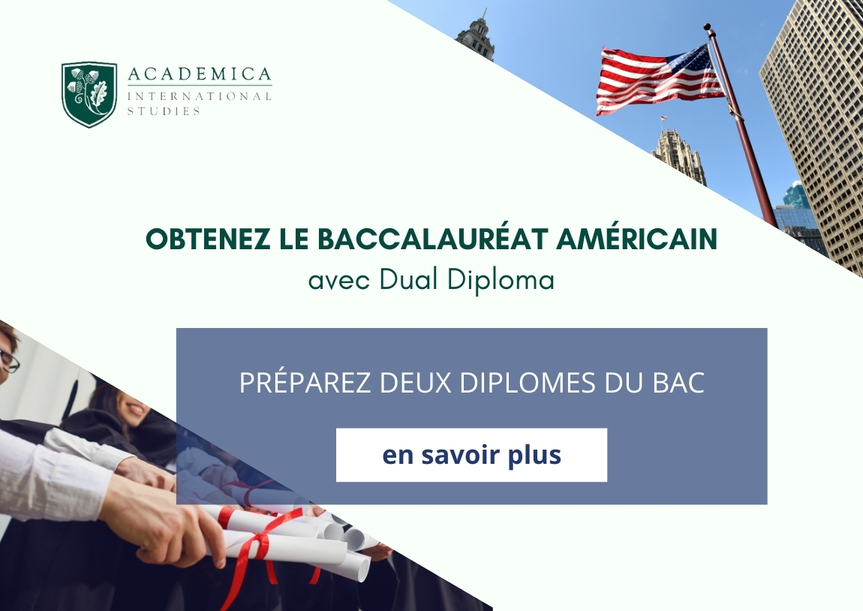 ACADEMICA
INTERNATIONAL
STUDIES
OBTENEZ LE BACCALAURÉAT AMÉRICAIN
avec Dual Diploma
PRÉPAREZ DEUX DIPLOMES DU BAC
en savoir plus